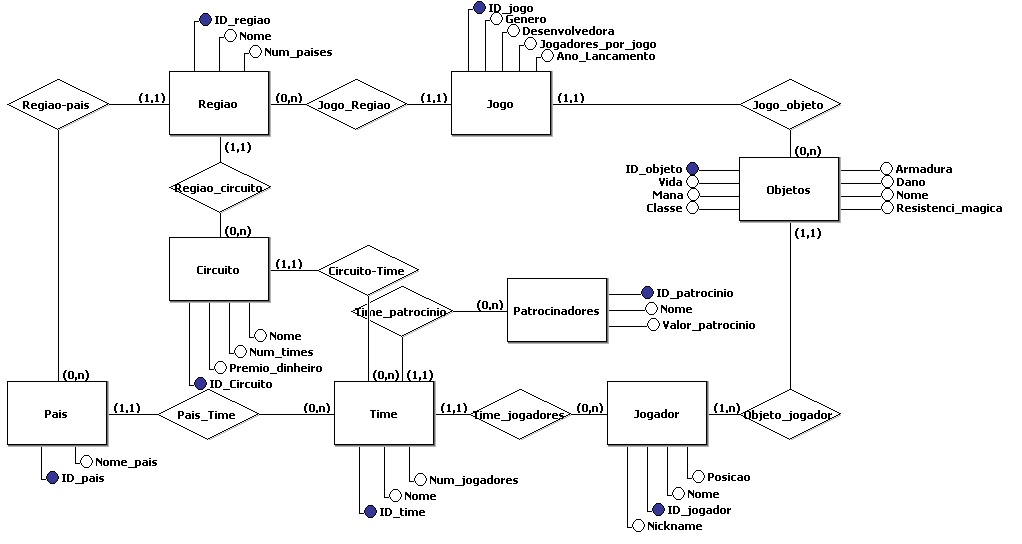 ID_jogo
ID_regiao
Genero
Nome
Desenvolvedora
Num_paises
Jogadores_por_jogo
Ano_Lancamento
Regiao-pais
(1,1)
Regiao
(0,n)
Jogo_Regiao
(1,1)
Jogo
(1,1)
Jogo_objeto
(1,1)
(0,n)
Regiao_circuito
ID_objeto
Vida
Mana
Classe
Objetos
Armadura
Dano
Nome
Resistenci_magica
(0,n)
(1,1)
Circuito
(1,1)
Circuito-Time
Time_patrocinio
(0,n)
Patrocinadores
ID_patrocinio
Nome
Valor_patrocinio
Nome
Num_times
Premio_dinheiro
ID_Circuito
(0,n)
(0,n)
(1,1)
Pais
(1,1)
Pais_Time
(0,n)
Time
(1,1)
Time_jogadores
(0,n)
Jogador
(1,n)
Objeto_jogador
Nome_pais
ID_pais
Num_jogadores
Nome
ID_time
Posicao
Nome
ID_jogador
Nickname